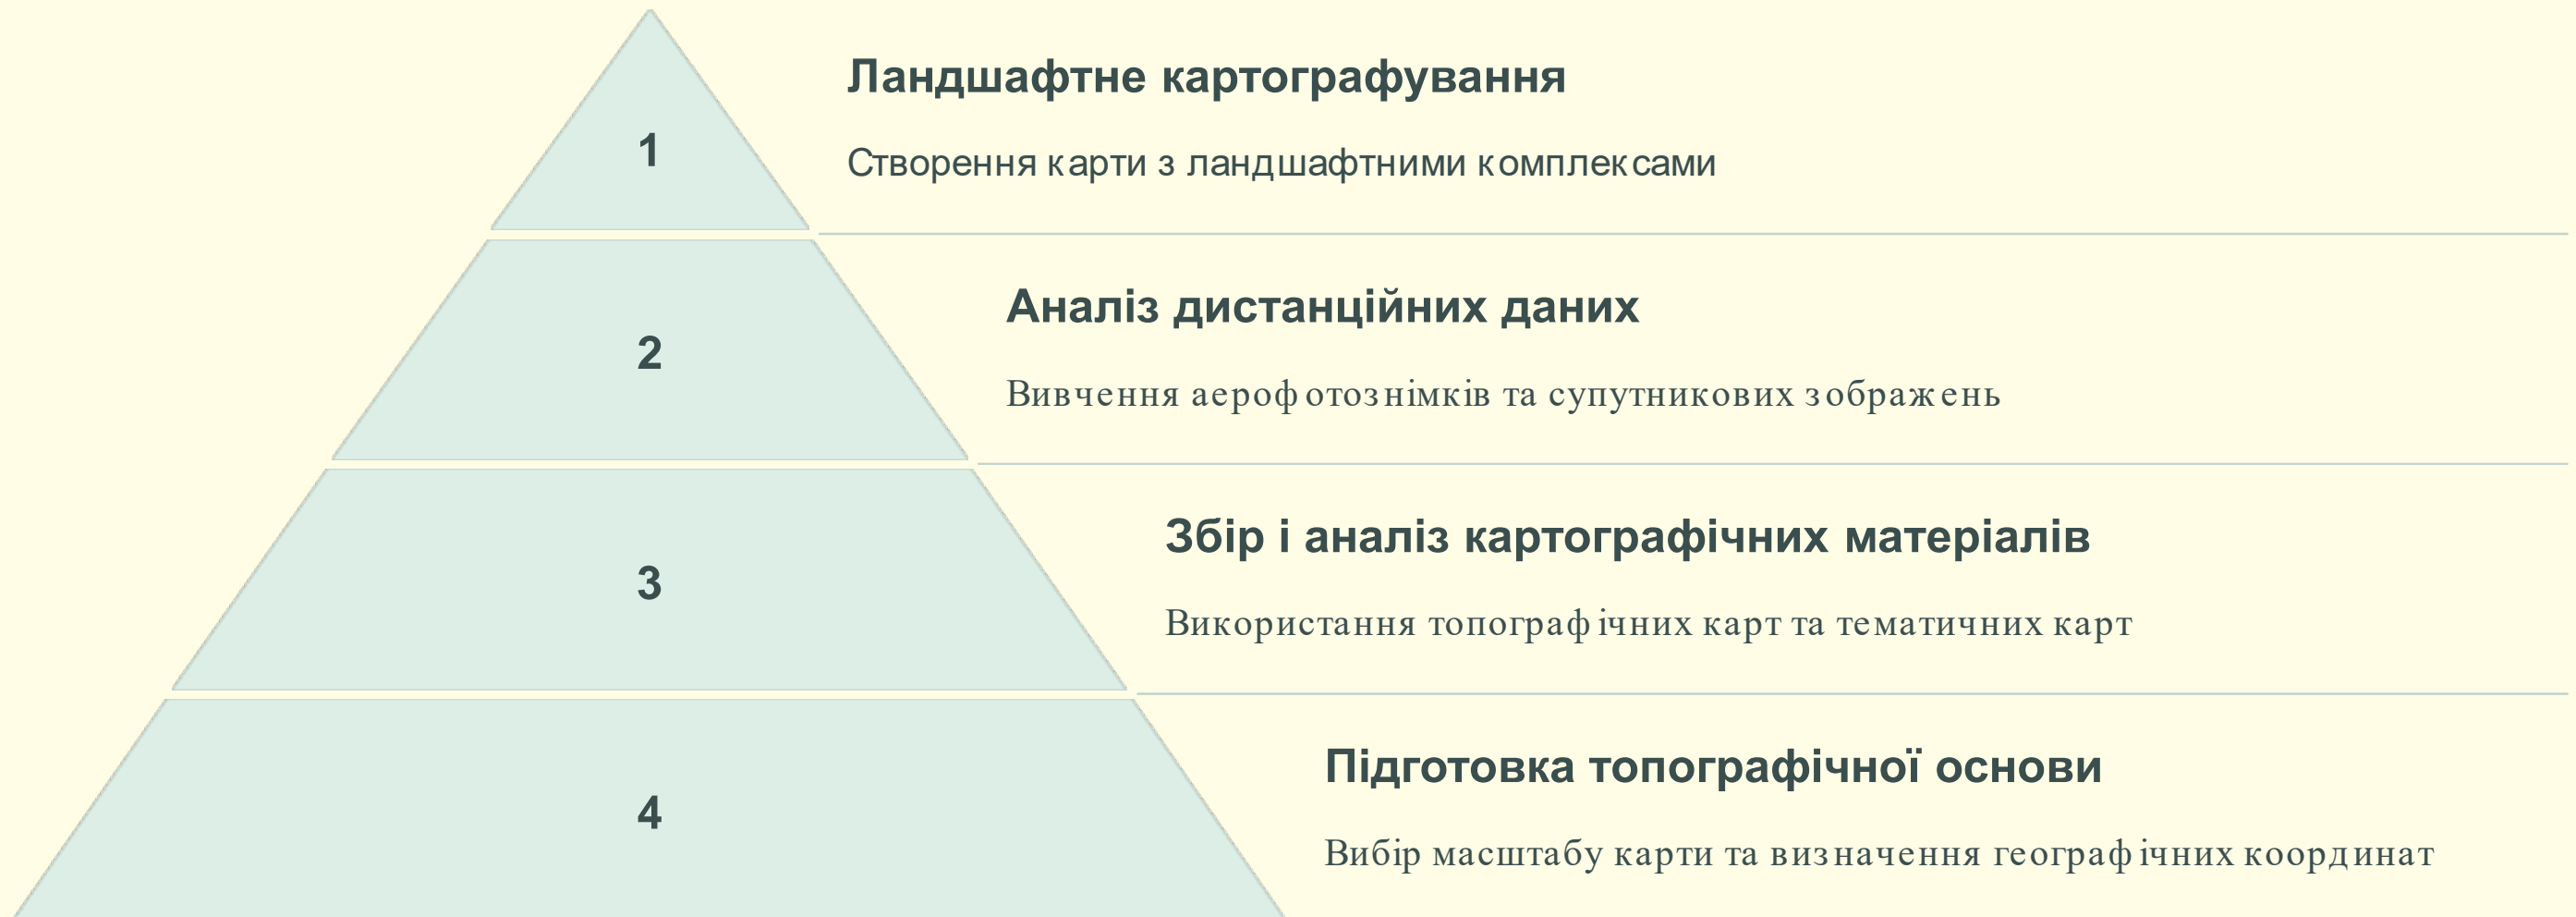 1
Ландшафтне картографування
Створення карти з ландшафтними комплексами
2
Аналіз дистанційних даних
Вивчення аерофотознімків та супутникових зображень
3
Збір і аналіз картографічних матеріалів
Використання топографічних карт та тематичних карт
4
Підготовка топографічної основи
Вибір масштабу карти та визначення географічних координат